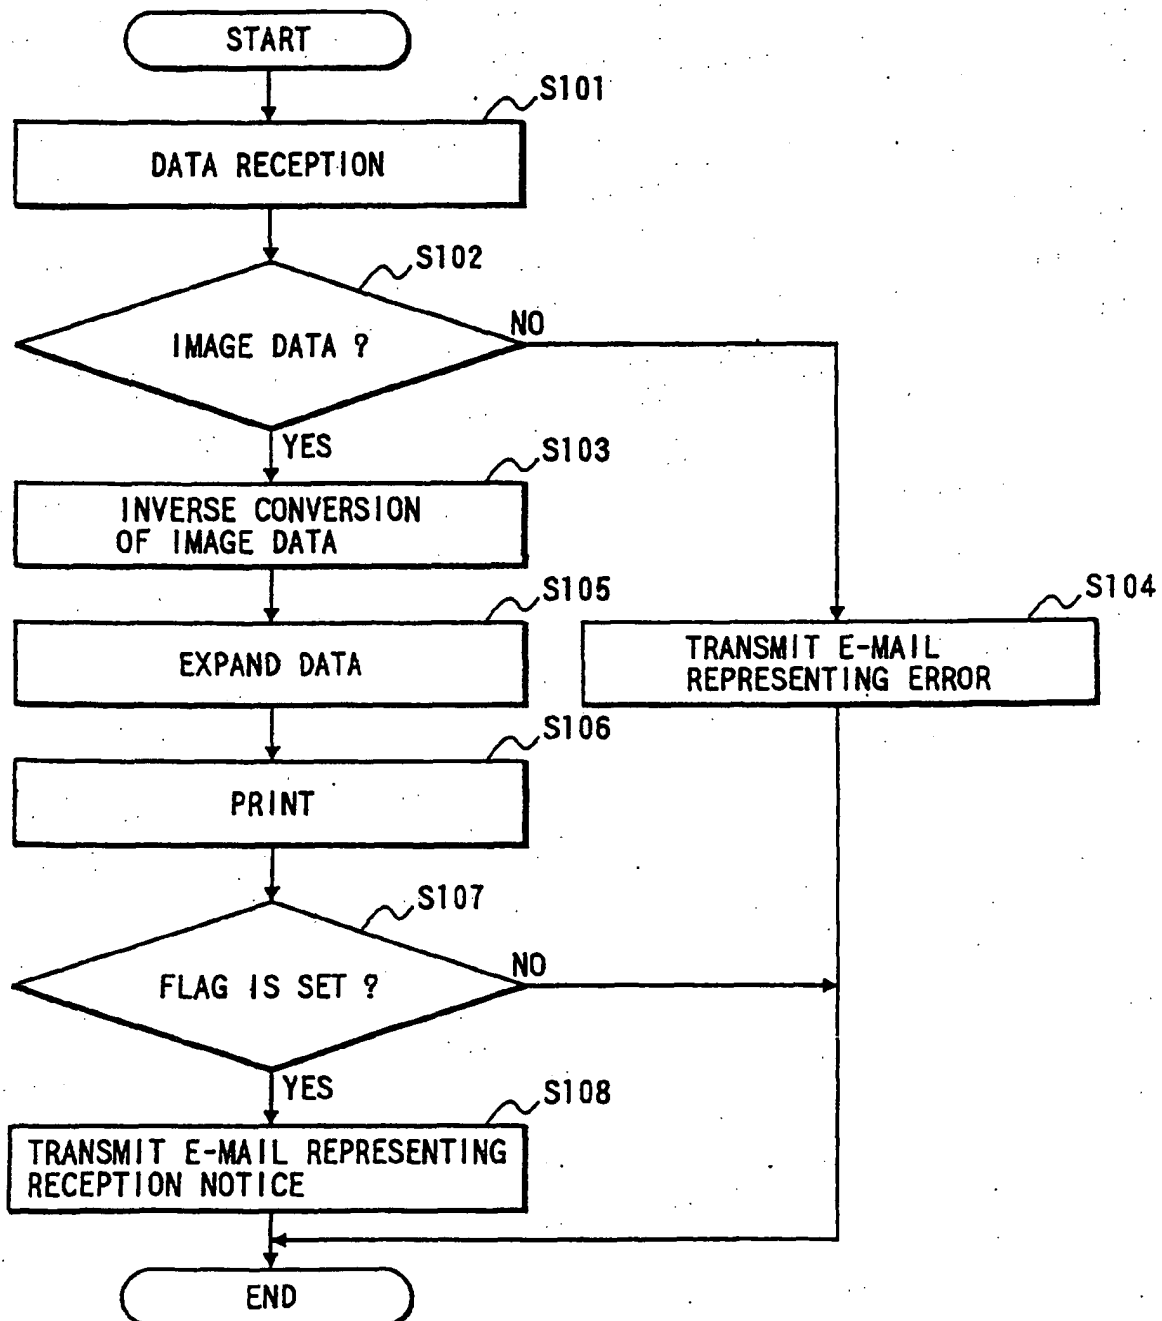 START
S101
DATA RECEPTION
S102
IMAGE DATA ?
NO
YES
S103
INVERSE CONVERSION
OF IMAGE DATA
S105
EXPAND DATA
S104
TRANSMIT E-MAIL
REPRESENTING ERROR
S106
PRINT
S107
FLAG IS SET ?
NO
YES
S108
TRANSMIT E-MAIL REPRESENTING
RECEPTION NOTICE
END